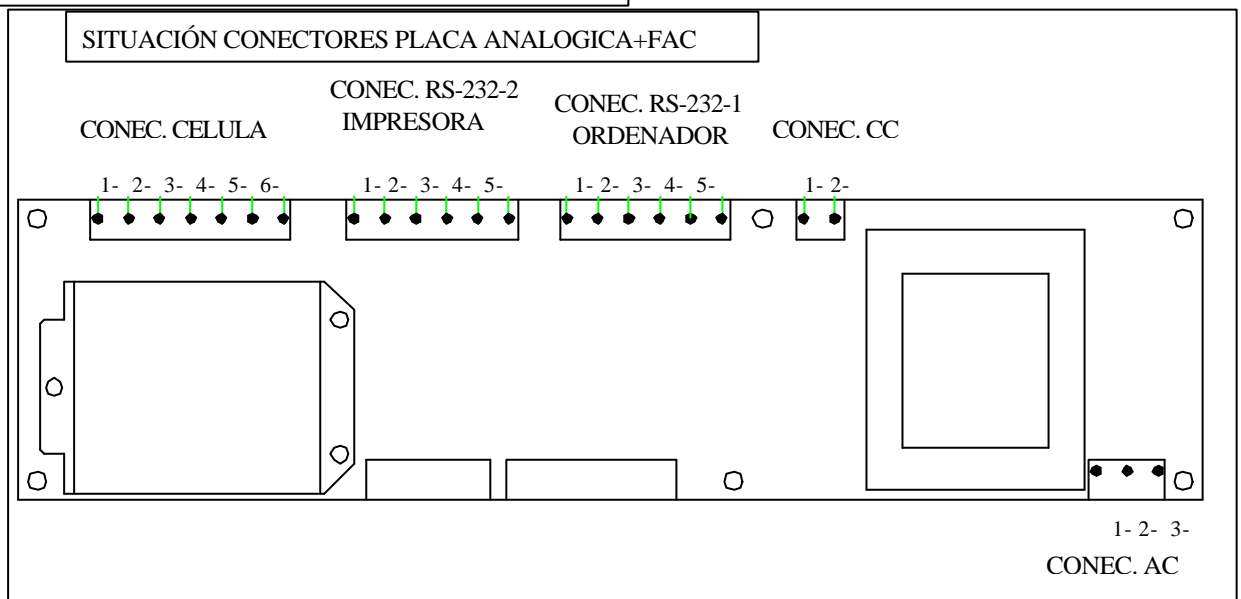 SITUACIÓN CONECTORES PLACA ANALOGICA+FAC
CONEC. CELULA
CONEC. RS-232-2
IMPRESORA
CONEC. RS-232-1
ORDENADOR
CONEC. CC
1- 2- 3- 4- 5- 6-
1- 2- 3- 4- 5-
1- 2- 3- 4- 5-
1- 2-
1- 2- 3-
CONEC. AC